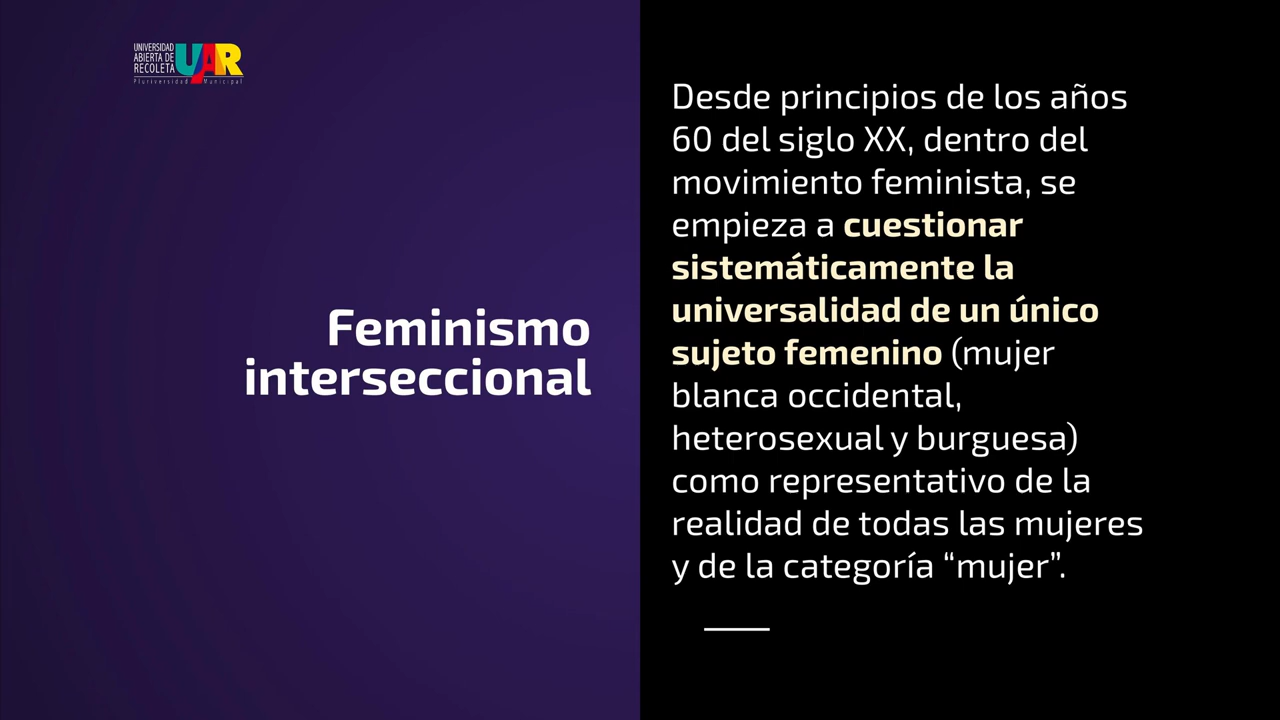 UNIVERSIDAD
ABIERTA DE
RECOLETA
UAR
Pluriversidad Municipal
Feminismo
interseccional
Desde principios de los años
60 del siglo XX, dentro del
movimiento feminista, se
empieza a cuestionar
sistemáticamente la
universalidad de un único
sujeto femenino (mujer
blanca occidental,
heterosexual y burguesa)
como representativo de la
realidad de todas las mujeres
y de la categoría “mujer”.